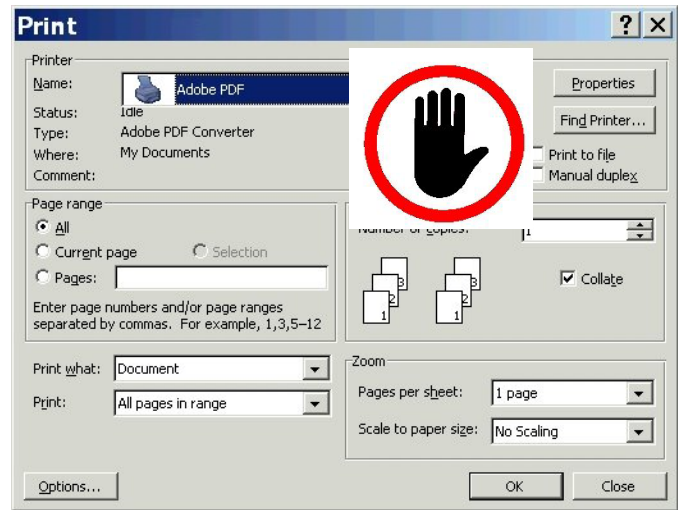 Print
Printer
Name: Adobe PDF Properties
Status: Idle
Type: Adobe PDF Converter Find Printer...
Where: My Documents Print to file
Comment: Manual duplex
Page range
All Number of copies: 1
Current page Selection
Pages: Collate
Enter page numbers and/or page ranges
separated by commas. For example, 1,3,5–12
3 3
2 2
1 1
Print what: Document Zoom
Print: All pages in range Pages per sheet: 1 page
Scale to paper size: No Scaling
Options... OK Close